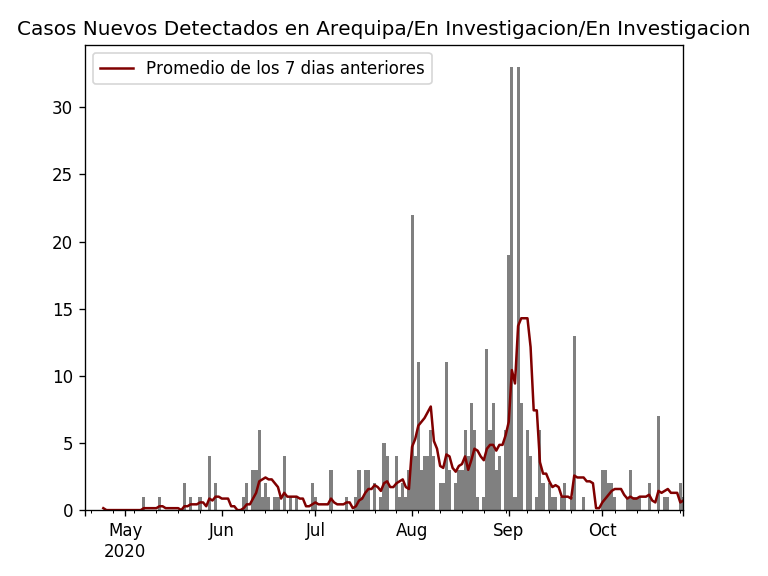 Casos Nuevos Detectados en Arequipa/En Investigacion/En Investigacion
Promedio de los 7 dias anteriores
30
25
20
15
10
5
0
May Jun Jul Aug Sep Oct
2020